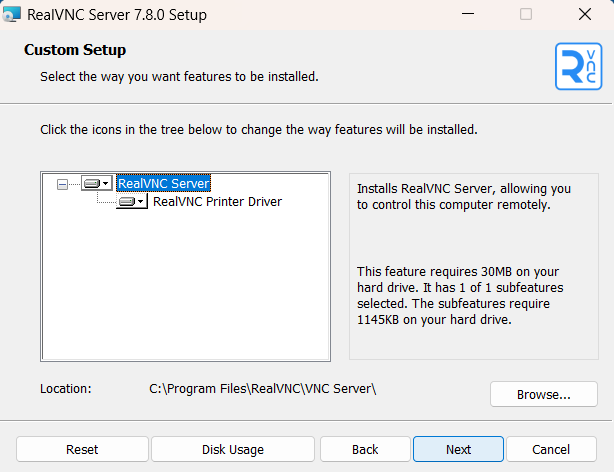 RealVNC Server 7.8.0 Setup
Custom Setup
Select the way you want features to be installed.
R
VNC
Click the icons in the tree below to change the way features will be installed.
RealVNC Server
RealVNC Printer Driver
Installs RealVNC Server, allowing you
to control this computer remotely.
This feature requires 30MB on your
hard drive. It has 1 of 1 subfeatures
selected. The subfeatures require
1145KB on your hard drive.
Location: C:\Program Files\RealVNC\VNC Server\
Browse...
Reset Disk Usage Back Next Cancel